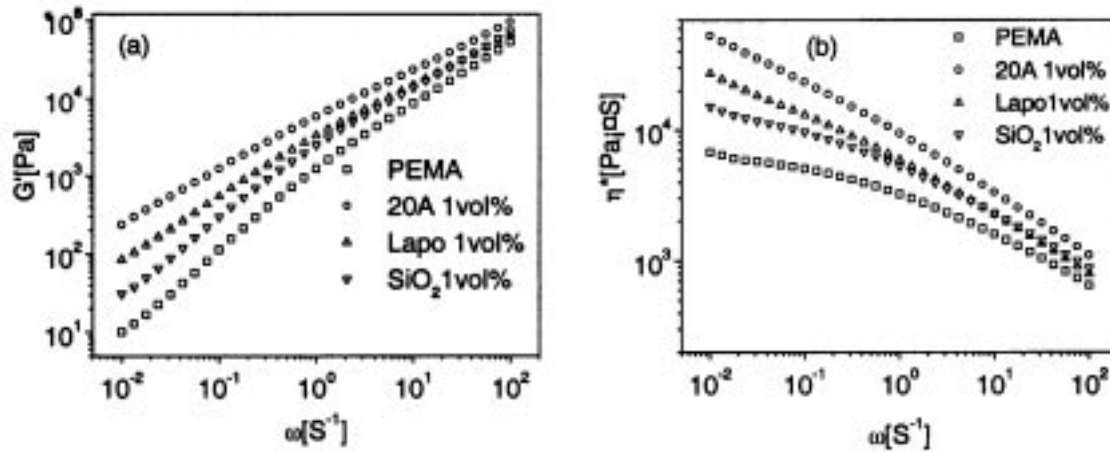 (a)
G'[Pa]
10⁵
10⁴
10³
10²
10¹
PEMA
20A 1vol%
Lapo 1vol%
SiO₂1vol%
10⁻²
10⁻¹
10⁰
10¹
10²
ω[S⁻¹]
(b)
η*[Pa¡¤S]
10⁴
10³
PEMA
20A 1vol%
Lapo1vol%
SiO₂1vol%
10⁻²
10⁻¹
10⁰
10¹
10²
ω[S⁻¹]